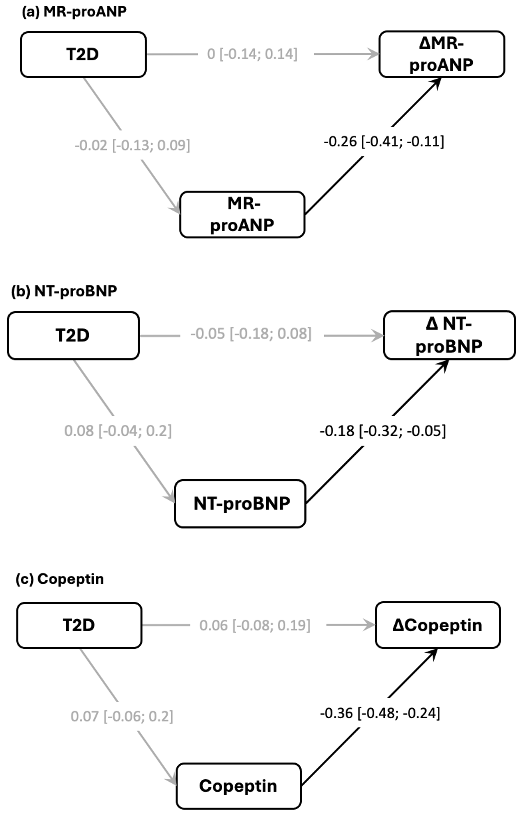 (a) MR-proANP
T2D
0 [-0.14; 0.14]
ΔMR-
proANP
-0.02 [-0.13; 0.09]
-0.26 [-0.41; -0.11]
MR-
proANP
(b) NT-proBNP
T2D
-0.05 [-0.18; 0.08]
Δ NT-
proBNP
0.08 [-0.04; 0.2]
-0.18 [-0.32; -0.05]
NT-proBNP
(c) Copeptin
T2D
0.06 [-0.08; 0.19]
ΔCopeptin
0.07 [-0.06; 0.2]
-0.36 [-0.48; -0.24]
Copeptin